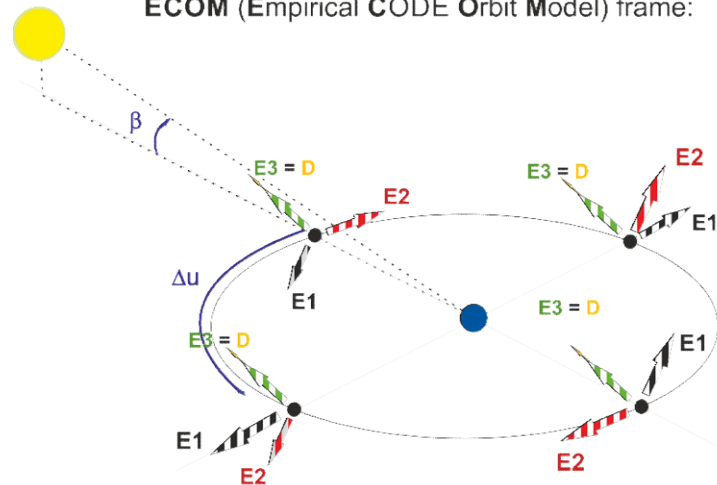 ECOM (Empirical CODE Orbit Model) frame:
β
E3 = D
E2
E3 = D
E2
E1
E1
Δu
E3 = D
E3 = D
E1
E1
E2
E2